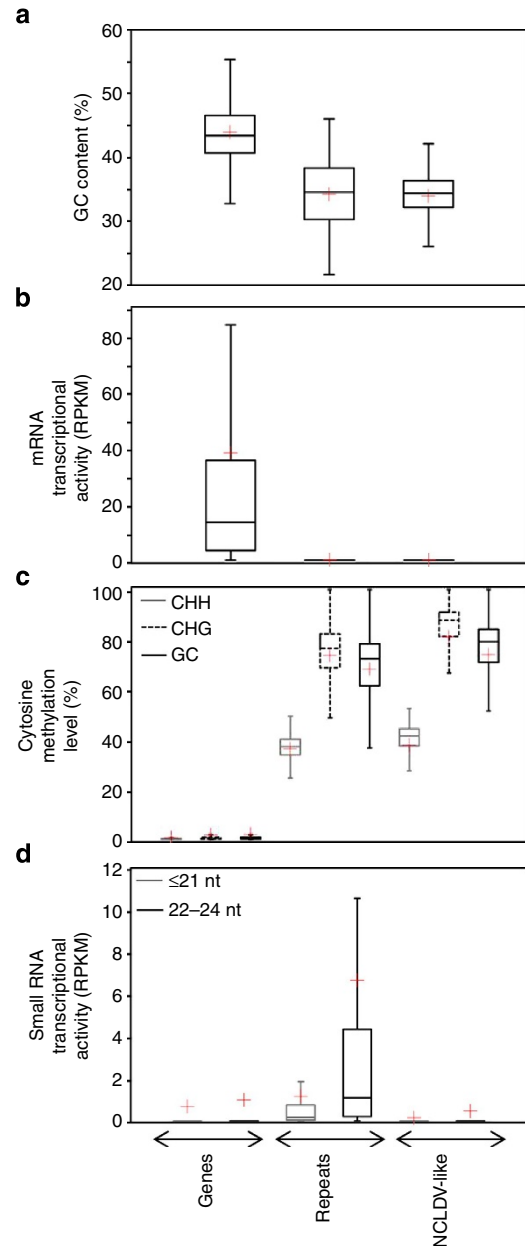 a
60
50
40
30
20
GC content (%)
b
80
60
40
20
0
mRNA
transcriptional
activity (RPKM)
c
100
80
60
40
20
0
Cytosine
methylation
level (%)
CHH
CHG
GC
d
12
10
8
6
4
2
0
Small RNA
transcriptional
activity (RPKM)
≤21 nt
22–24 nt
Genes
Repeats
NCLDV-like